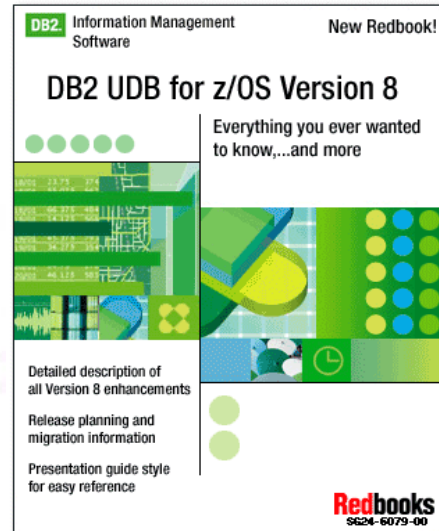 DB2. Information Management
Software
New Redbook!
DB2 UDB for z/OS Version 8
Everything you ever wanted
to know,...and more
Detailed description of
all Version 8 enhancements
Release planning and
migration information
Presentation guide style
for easy reference
Redbooks
SG24-6079-00